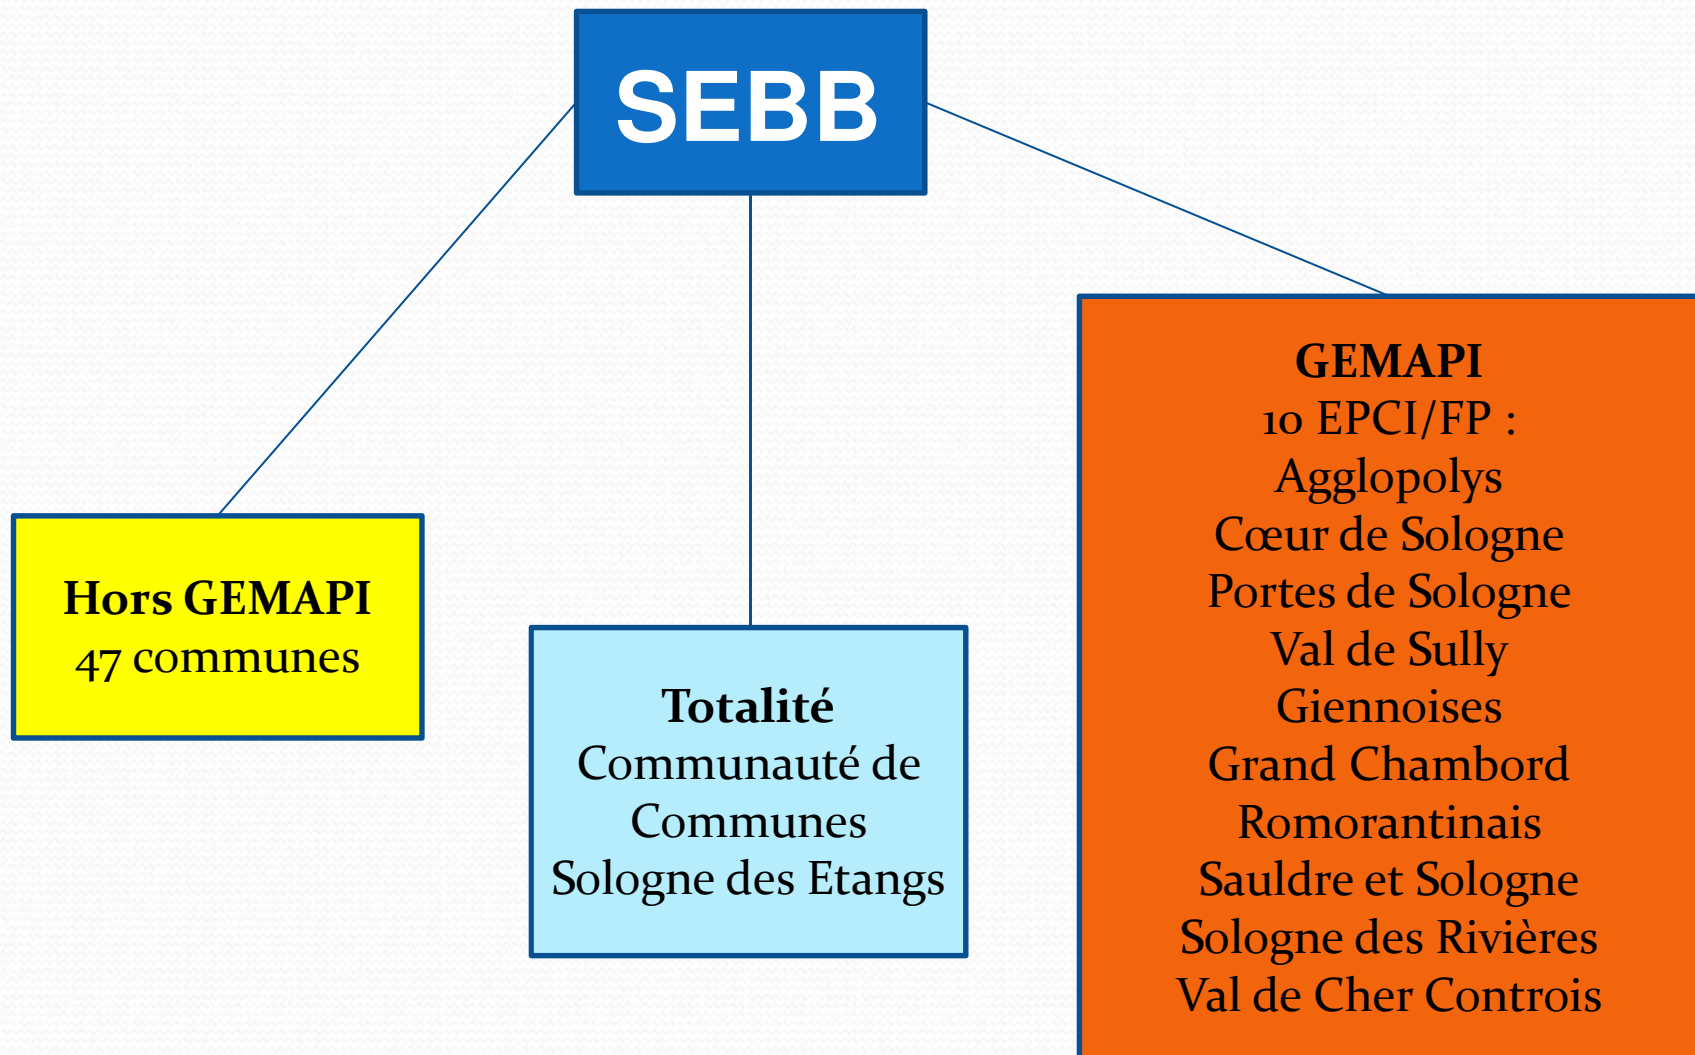 SEBB
Hors GEMAPI
47 communes
Totalité
Communauté de
Communes
Sologne des Etangs
GEMAPI
10 EPCI/FP :
Agglopolys
Cœur de Sologne
Portes de Sologne
Val de Sully
Giennoises
Grand Chambord
Romorantinais
Sauldre et Sologne
Sologne des Rivières
Val de Cher Controis